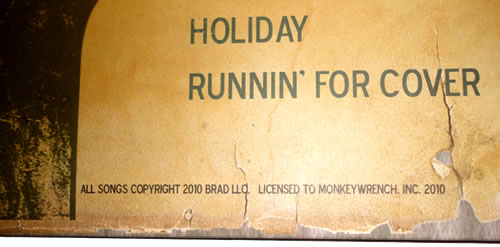 HOLIDAY
RUNNIN' FOR COVER
ALL SONGS COPYRIGHT 2010 BRAD LLC. LICENSED TO MONKEYWRENCH, INC. 2010